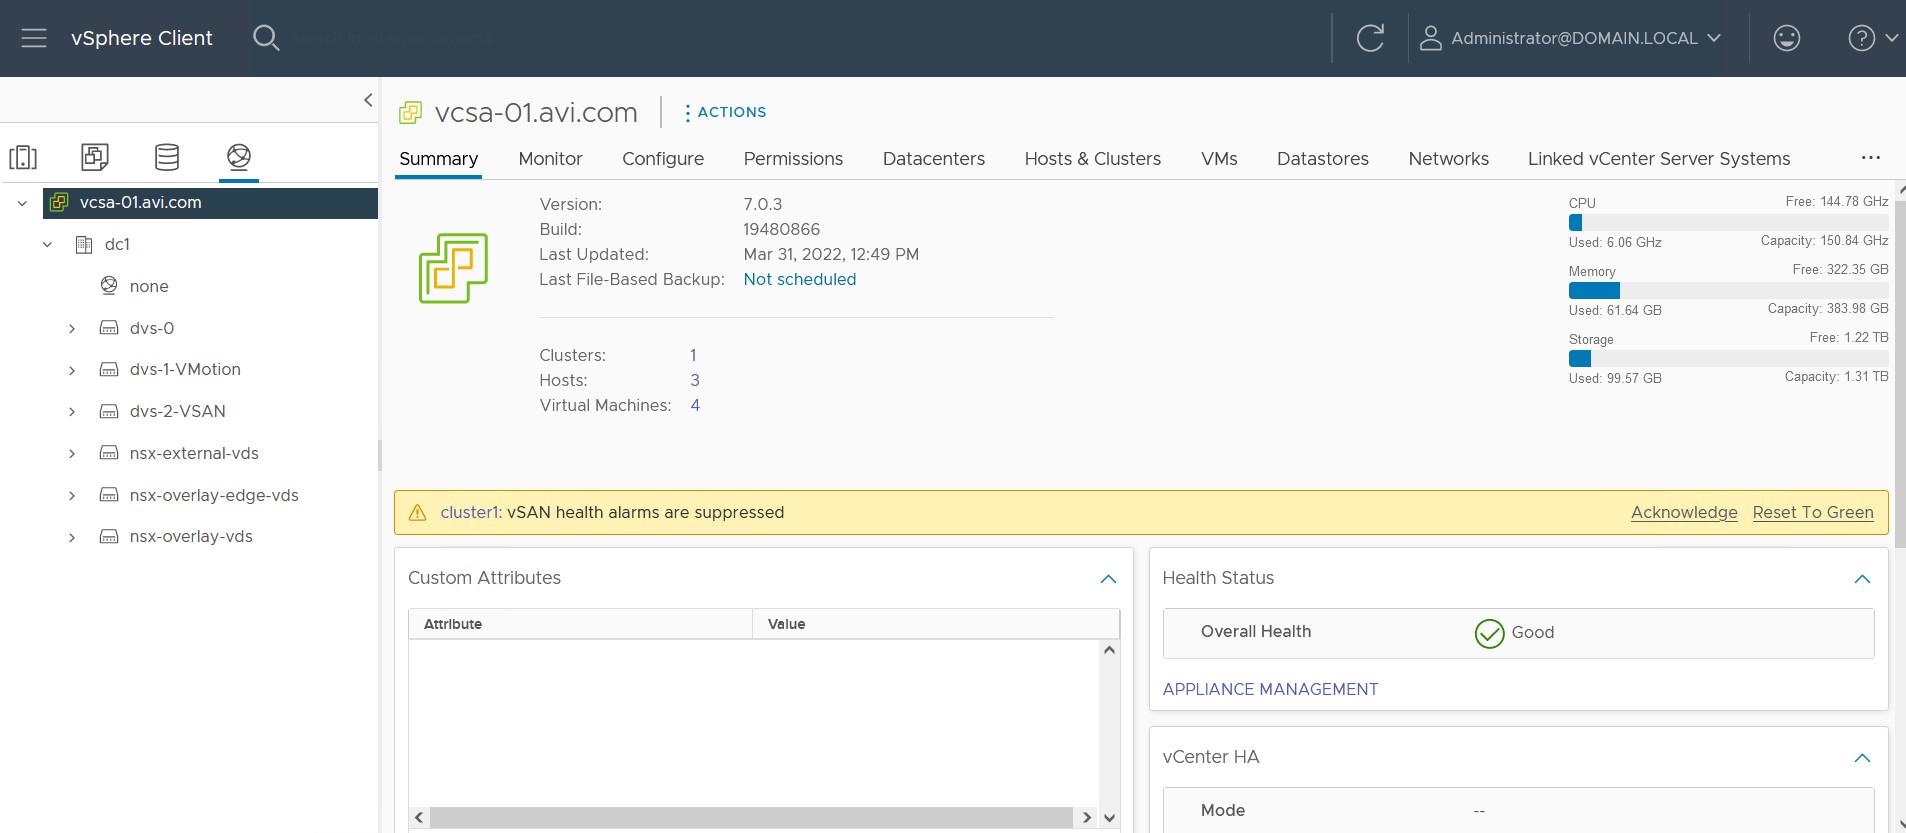 vSphere Client
Administrator@DOMAIN.LOCAL
vcsa-01.avi.com
ACTIONS
Summary Monitor Configure Permissions Datacenters Hosts & Clusters VMs Datastores Networks Linked vCenter Server Systems
vcsa-01.avi.com
dc1
none
dvs-0
dvs-1-VMotion
dvs-2-VSAN
nsx-external-vds
nsx-overlay-edge-vds
nsx-overlay-vds
Version: 7.0.3
Build: 19480866
Last Updated: Mar 31, 2022, 12:49 PM
Last File-Based Backup: Not scheduled
Clusters: 1
Hosts: 3
Virtual Machines: 4
CPU Free: 144.78 GHz
Used: 6.06 GHz Capacity: 150.84 GHz
Memory Free: 322.35 GB
Used: 61.64 GB Capacity: 383.98 GB
Storage Free: 1.22 TB
Used: 99.57 GB Capacity: 1.31 TB
cluster1: vSAN health alarms are suppressed Acknowledge Reset To Green
Custom Attributes
Attribute Value
Health Status
Overall Health Good
APPLIANCE MANAGEMENT
vCenter HA
Mode --